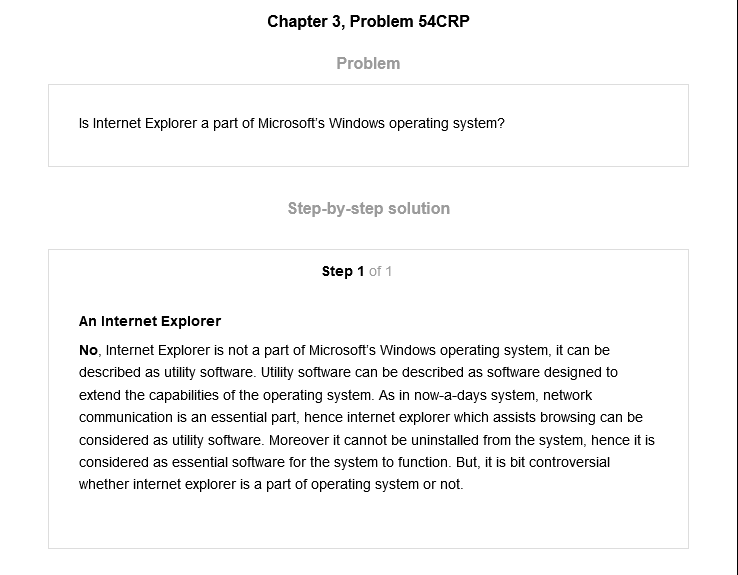 Chapter 3, Problem 54CRP
Problem
Is Internet Explorer a part of Microsoft's Windows operating system?
Step-by-step solution
Step 1 of 1
An Internet Explorer
No, Internet Explorer is not a part of Microsoft's Windows operating system, it can be
described as utility software. Utility software can be described as software designed to
extend the capabilities of the operating system. As in now-a-days system, network
communication is an essential part, hence internet explorer which assists browsing can be
considered as utility software. Moreover it cannot be uninstalled from the system, hence it is
considered as essential software for the system to function. But, it is bit controversial
whether internet explorer is a part of operating system or not.